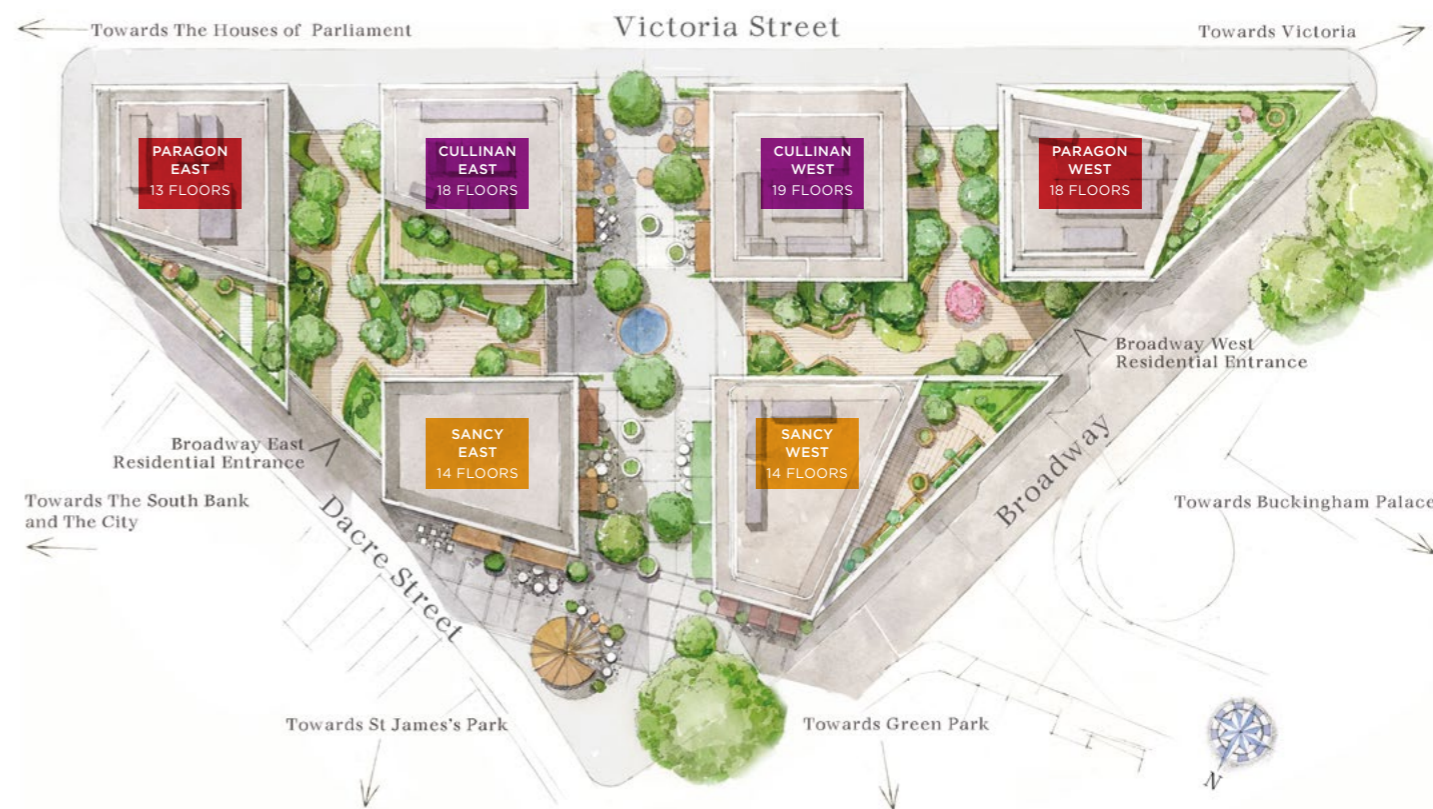 Towards The Houses of Parliament
Victoria Street
Towards Victoria
PARAGON
EAST
13 FLOORS
CULLINAN
EAST
18 FLOORS
CULLINAN
WEST
19 FLOORS
PARAGON
WEST
18 FLOORS
Broadway West
Residential Entrance
SANCY
EAST
14 FLOORS
SANCY
WEST
14 FLOORS
Broadway East
Residential Entrance
Broadway
Towards The South Bank
and The City
Dacre Street
Towards Buckingham Palace
Towards St James's Park
Towards Green Park
N